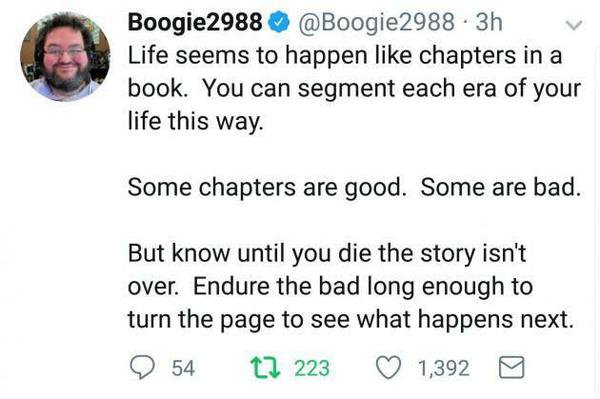 Boogie2988 @Boogie2988 · 3h
Life seems to happen like chapters in a
book.  You can segment each era of your
life this way.
Some chapters are good.  Some are bad.
But know until you die the story isn't
over.  Endure the bad long enough to
turn the page to see what happens next.
54 223 1,392